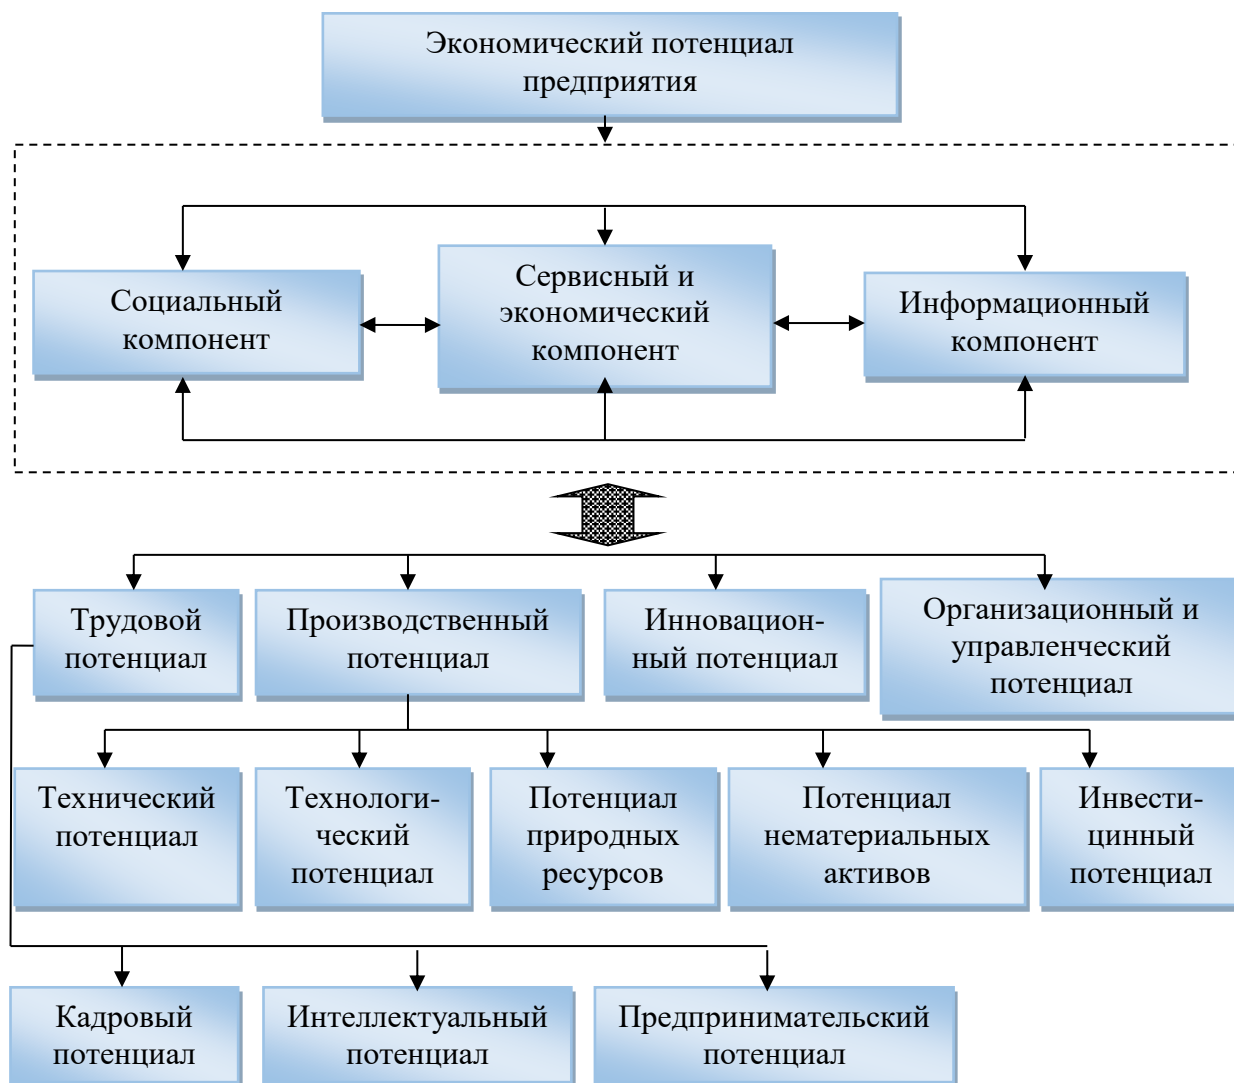 Экономический потенциал
предприятия
Социальный
компонент
Сервисный и
экономический
компонент
Информационный
компонент
Трудовой
потенциал
Производственный
потенциал
Инновацион-
ный потенциал
Организационный и
управленческий
потенциал
Технический
потенциал
Технологи-
ческий
потенциал
Потенциал
природных
ресурсов
Потенциал
нематериальных
активов
Инвести-
цинный
потенциал
Кадровый
потенциал
Интеллектуальный
потенциал
Предпринимательский
потенциал